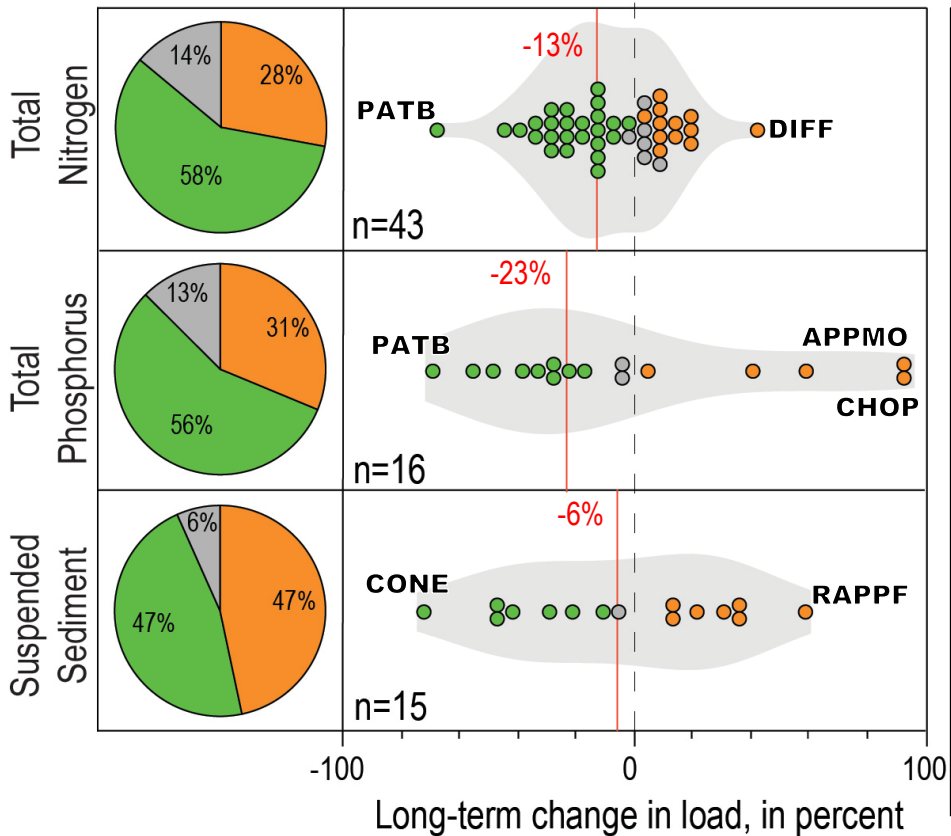 Total
Nitrogen
14%
28%
58%
-13%
PATB
DIFF
n=43
Total
Phosphorus
13%
31%
56%
-23%
PATB
APPMO
CHOP
n=16
Suspended
Sediment
6%
47%
47%
-6%
CONE
RAPPF
n=15
-100
0
100
Long-term change in load, in percent